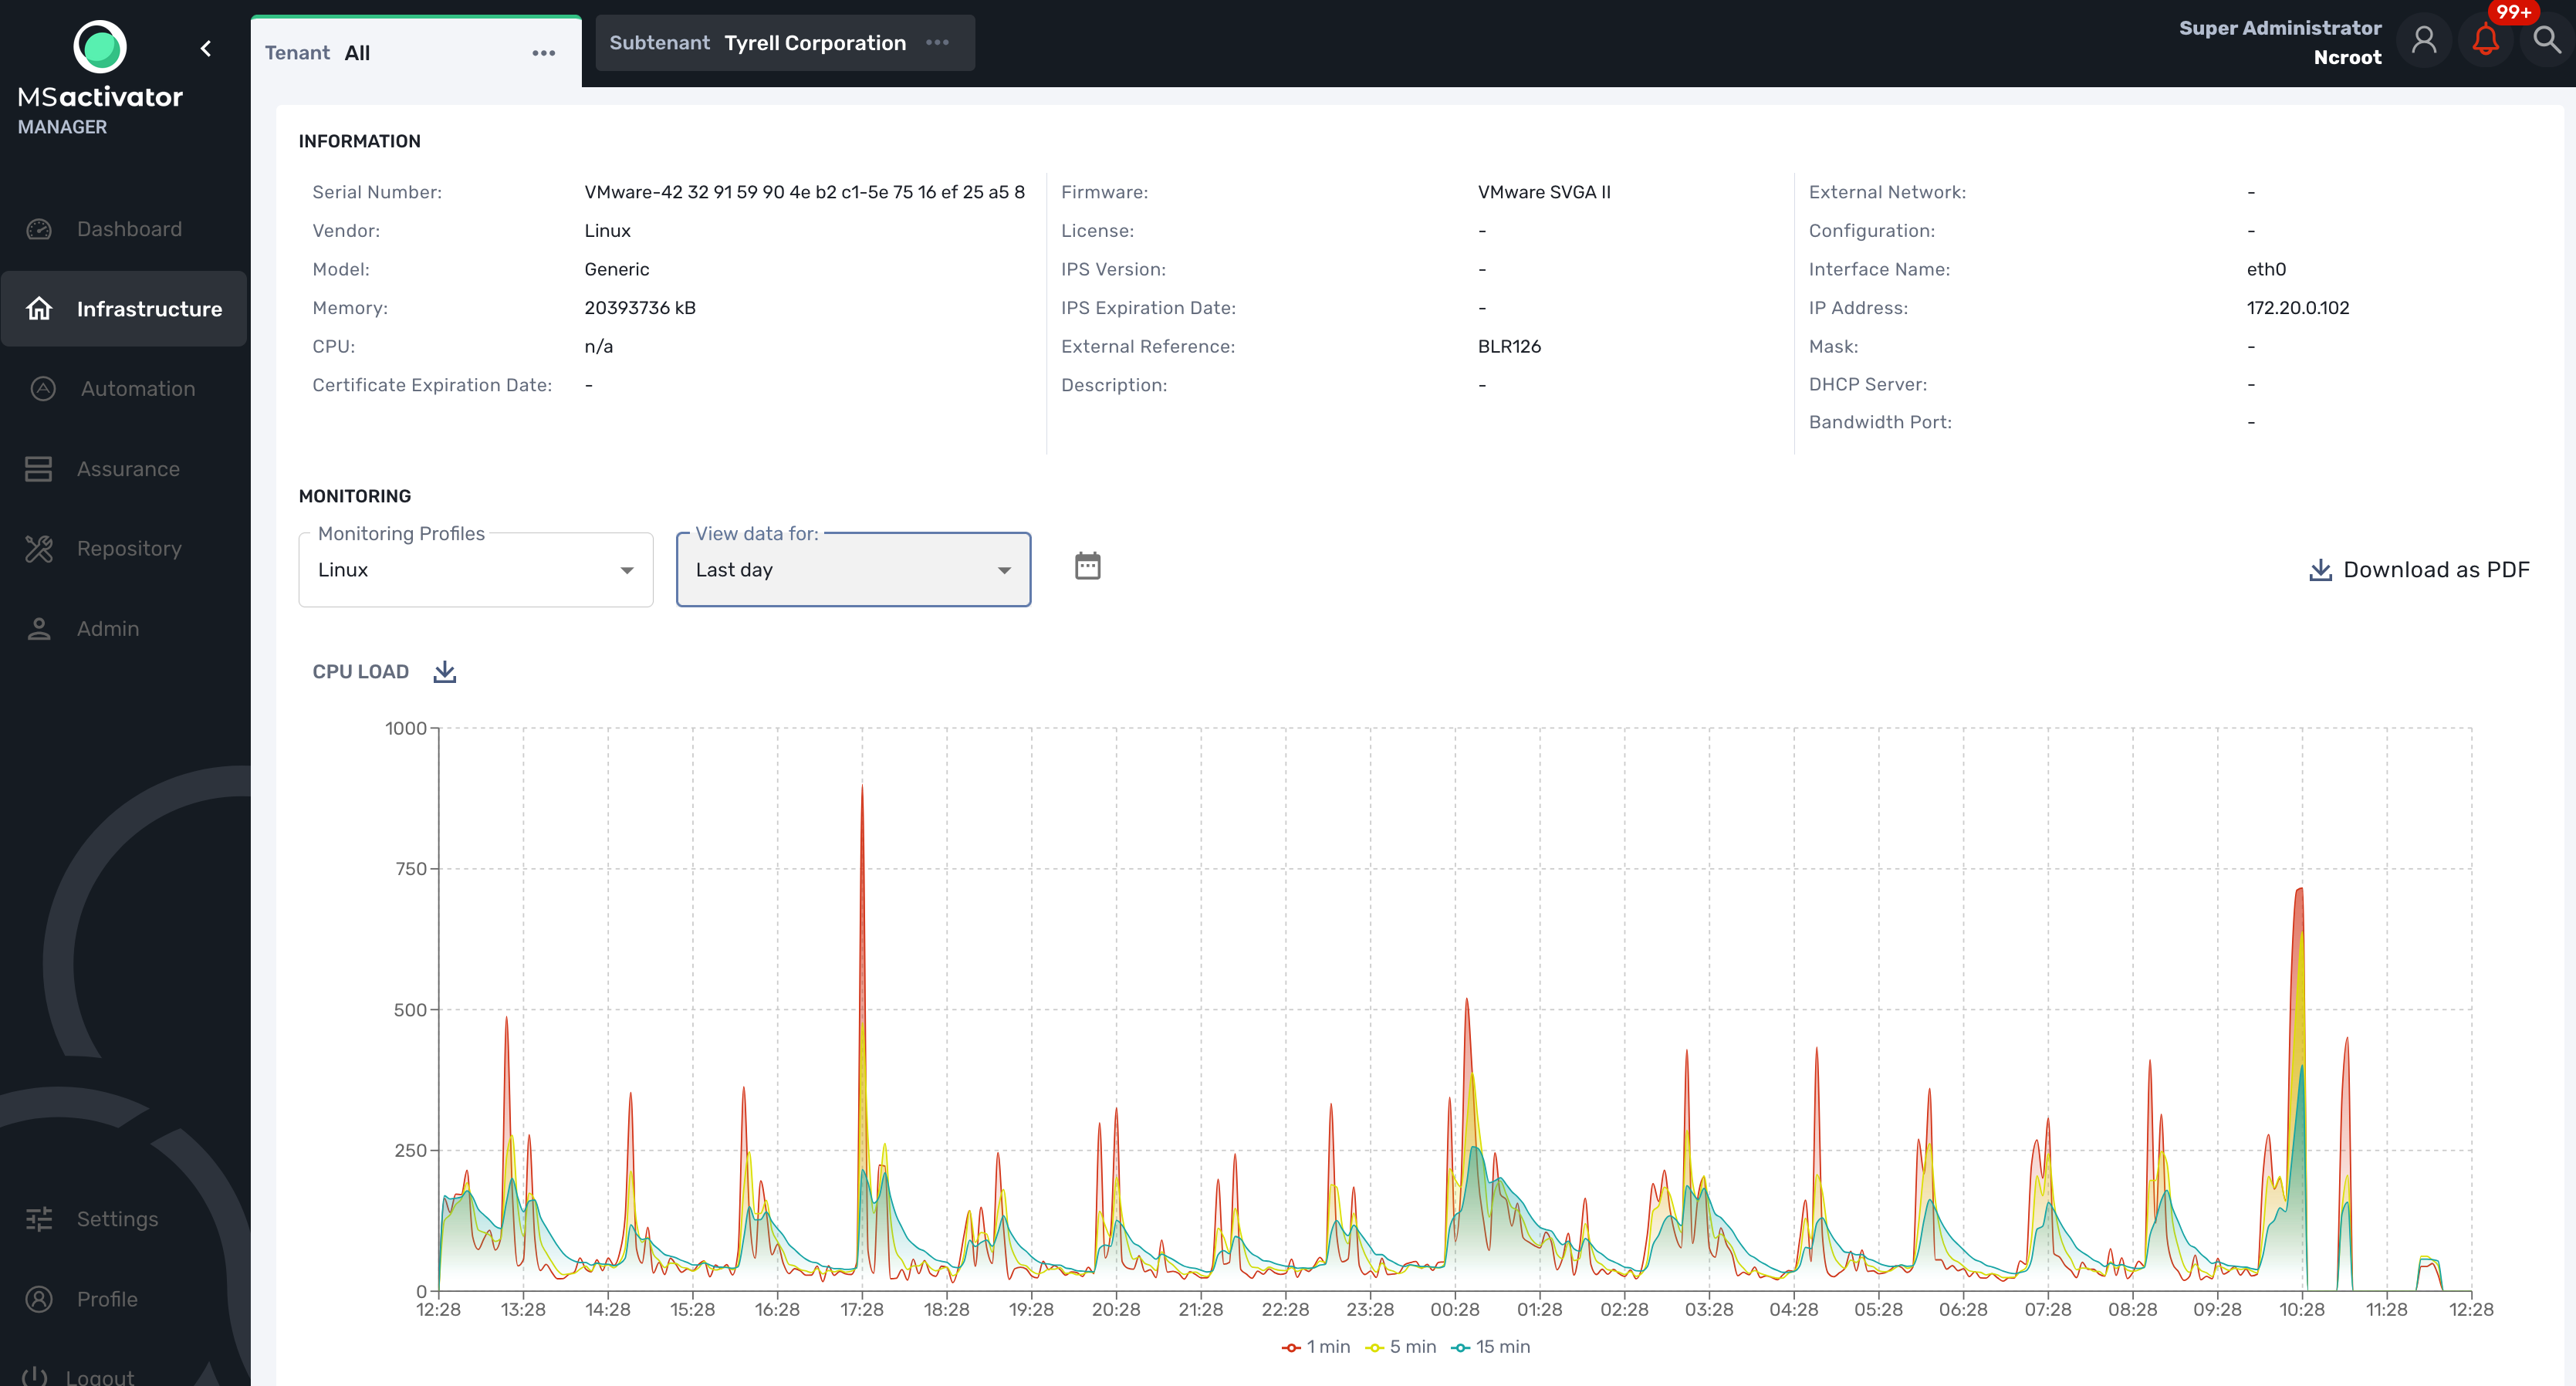 MSactivator
MANAGER
Dashboard
Infrastructure
Automation
Assurance
Repository
Admin
Settings
Profile
Logout
Tenant All •••
Subtenant Tyrell Corporation •••
Super Administrator
Ncroot
99+
INFORMATION
Serial Number: VMware-42 32 91 59 90 4e b2 c1-5e 75 16 ef 25 a5 8
Vendor: Linux
Model: Generic
Memory: 20393736 kB
CPU: n/a
Certificate Expiration Date: -
Firmware: VMware SVGA II
License: -
IPS Version: -
IPS Expiration Date: -
External Reference: BLR126
Description: -
External Network: -
Configuration: -
Interface Name: eth0
IP Address: 172.20.0.102
Mask: -
DHCP Server: -
Bandwidth Port: -
MONITORING
Monitoring Profiles
Linux
View data for:
Last day
Download as PDF
CPU LOAD
1000
750
500
250
0
12:28 13:28 14:28 15:28 16:28 17:28 18:28 19:28 20:28 21:28 22:28 23:28 00:28 01:28 02:28 03:28 04:28 05:28 06:28 07:28 08:28 09:28 10:28 11:28 12:28
1 min 5 min 15 min